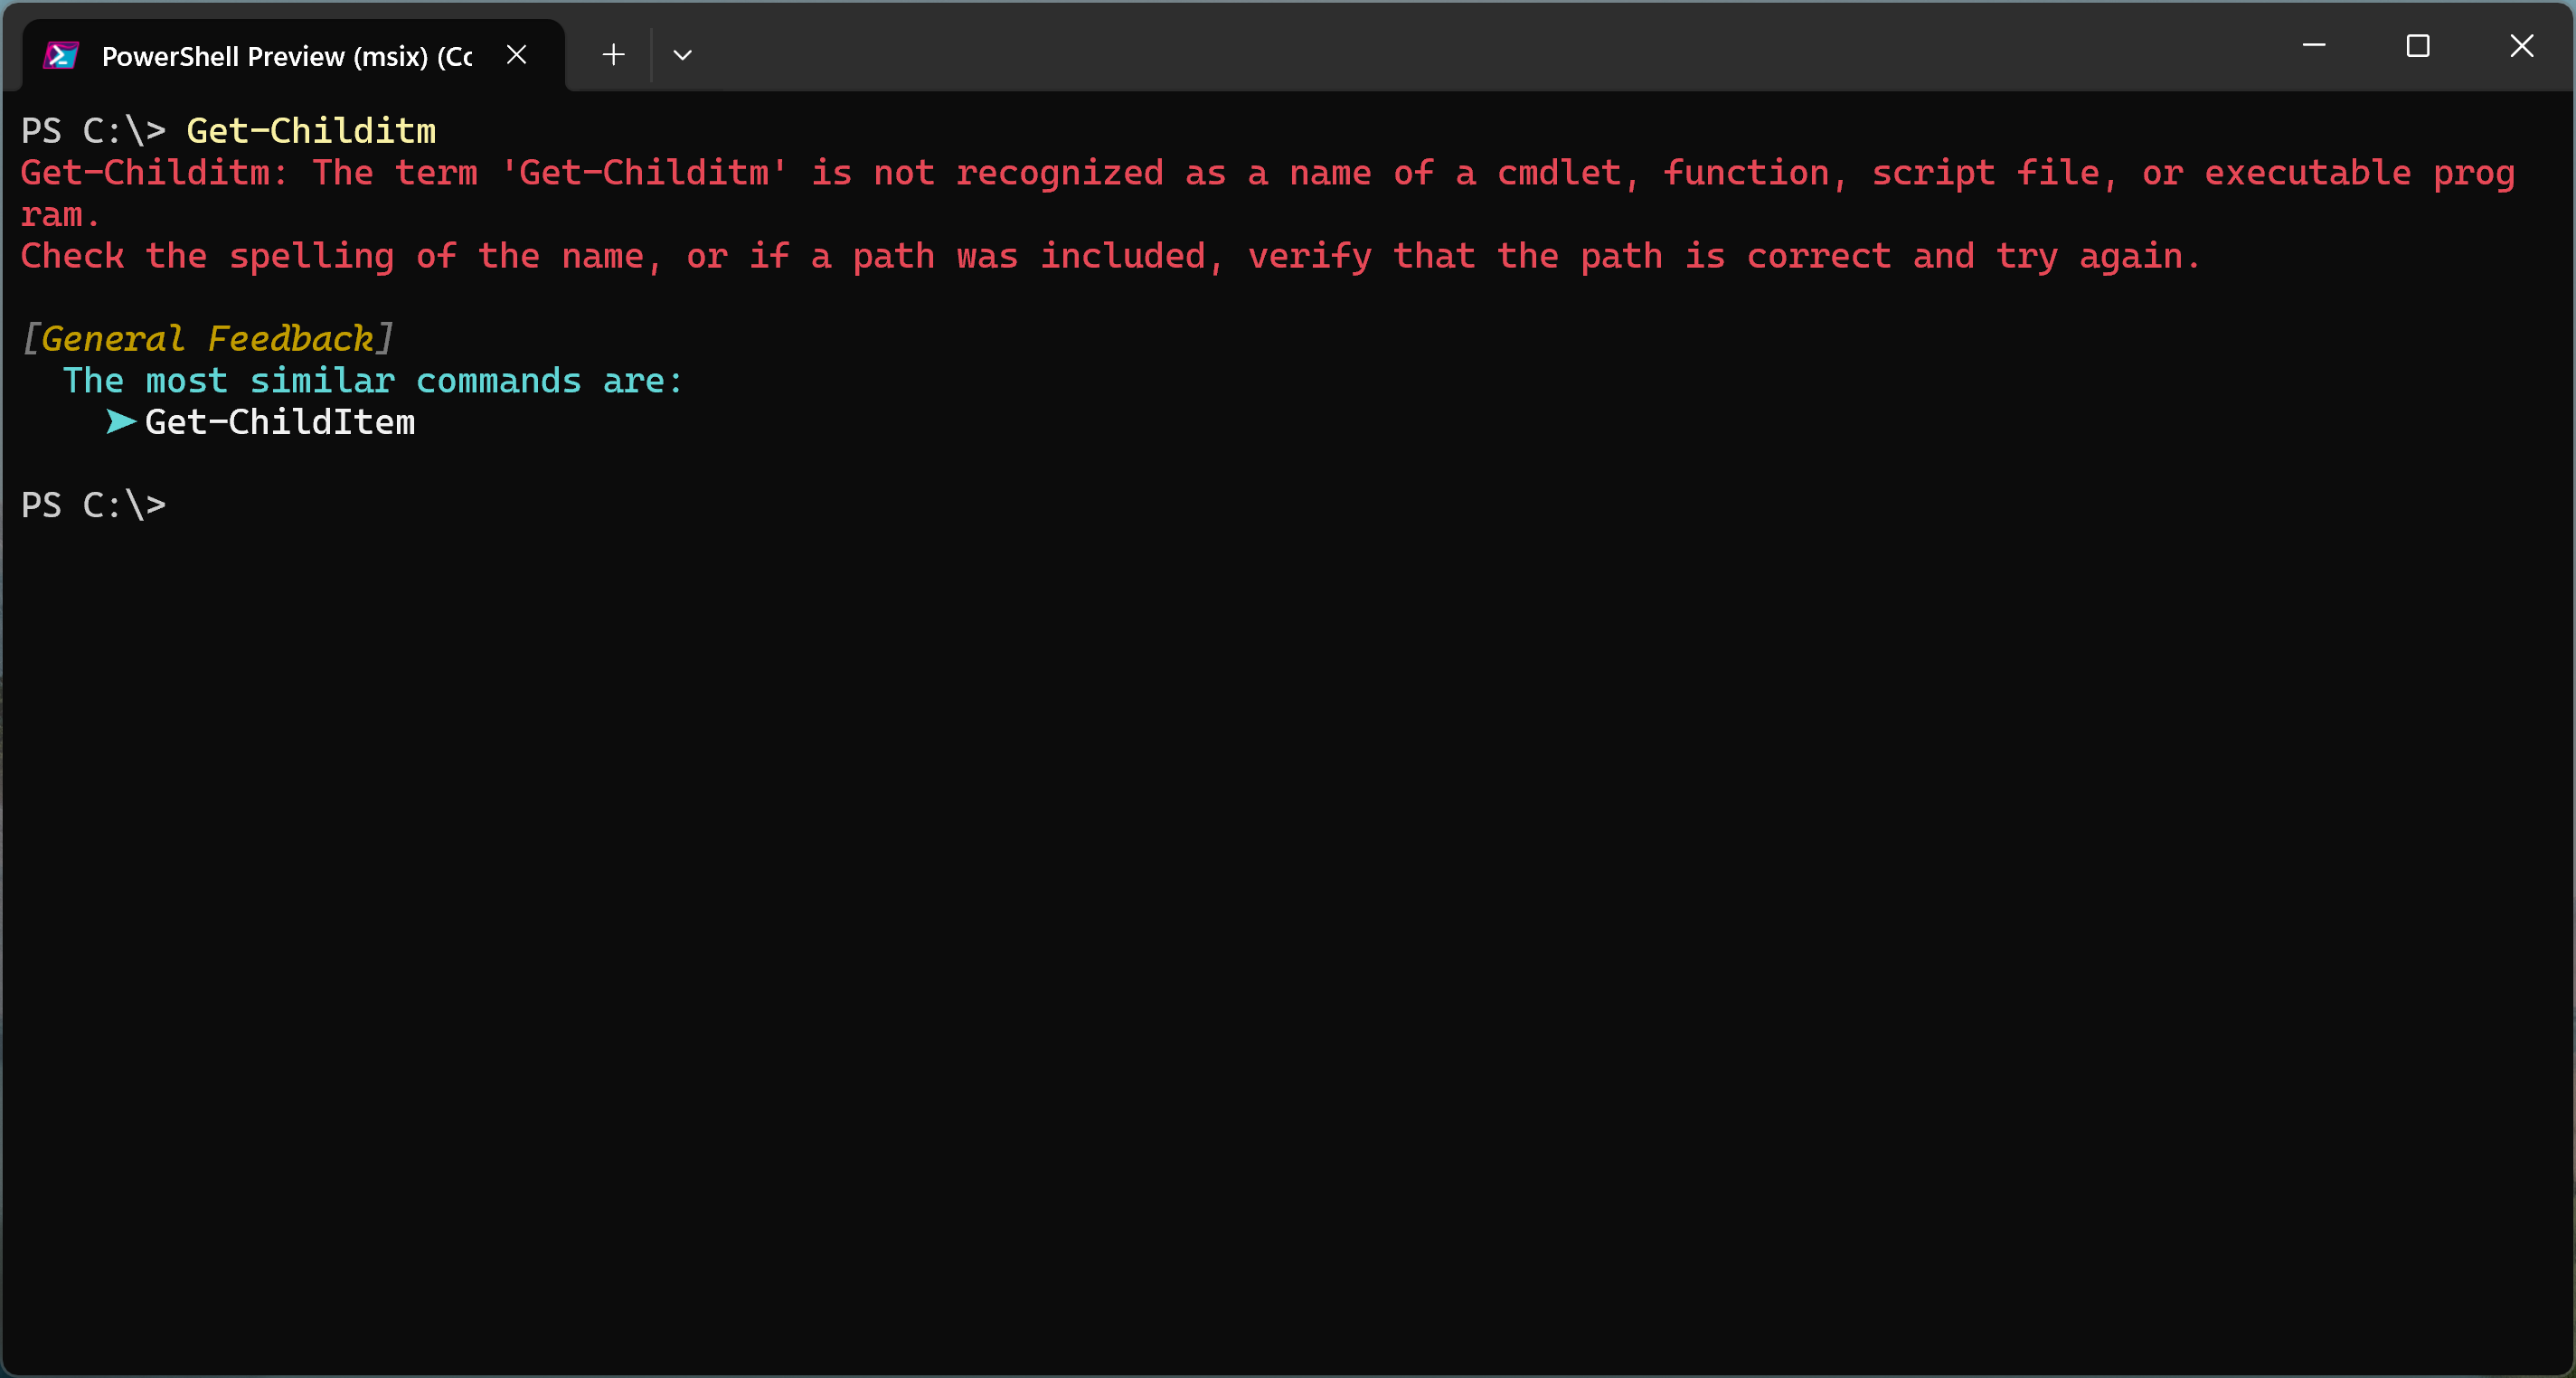 PowerShell Preview (msix) (Cc
PS C:\> Get-Childitm
Get-Childitm: The term 'Get-Childitm' is not recognized as a name of a cmdlet, function, script file, or executable prog
ram.
Check the spelling of the name, or if a path was included, verify that the path is correct and try again.
[General Feedback]
The most similar commands are:
➤ Get-ChildItem
PS C:\>